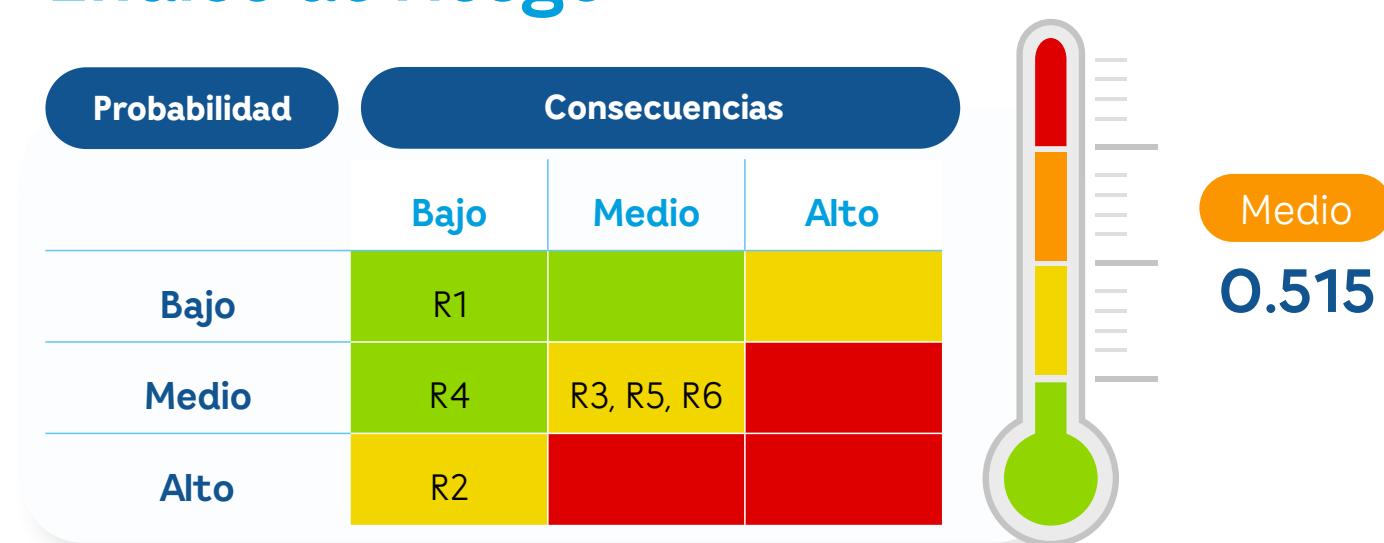 Probabilidad Consecuencias
Bajo Medio Alto
Medio
Bajo R1
0.515
Medio R4 R3, R5, R6
Alto R2